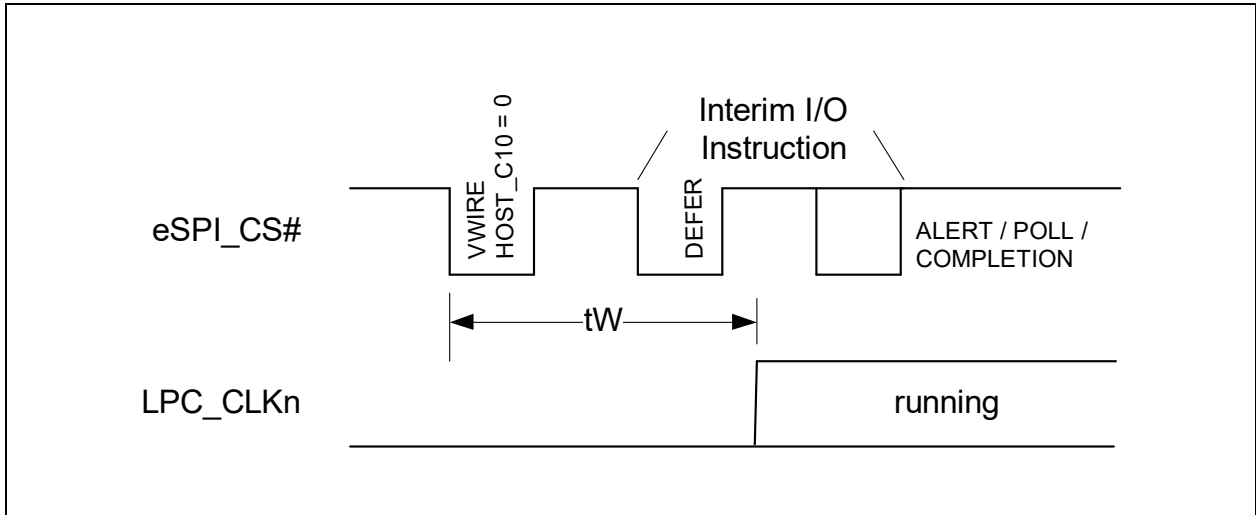 Interim I/O
Instruction
VWIRE
HOST_C10 = 0
DEFER
eSPI_CS#
ALERT / POLL /
COMPLETION
tW
LPC_CLKn
running